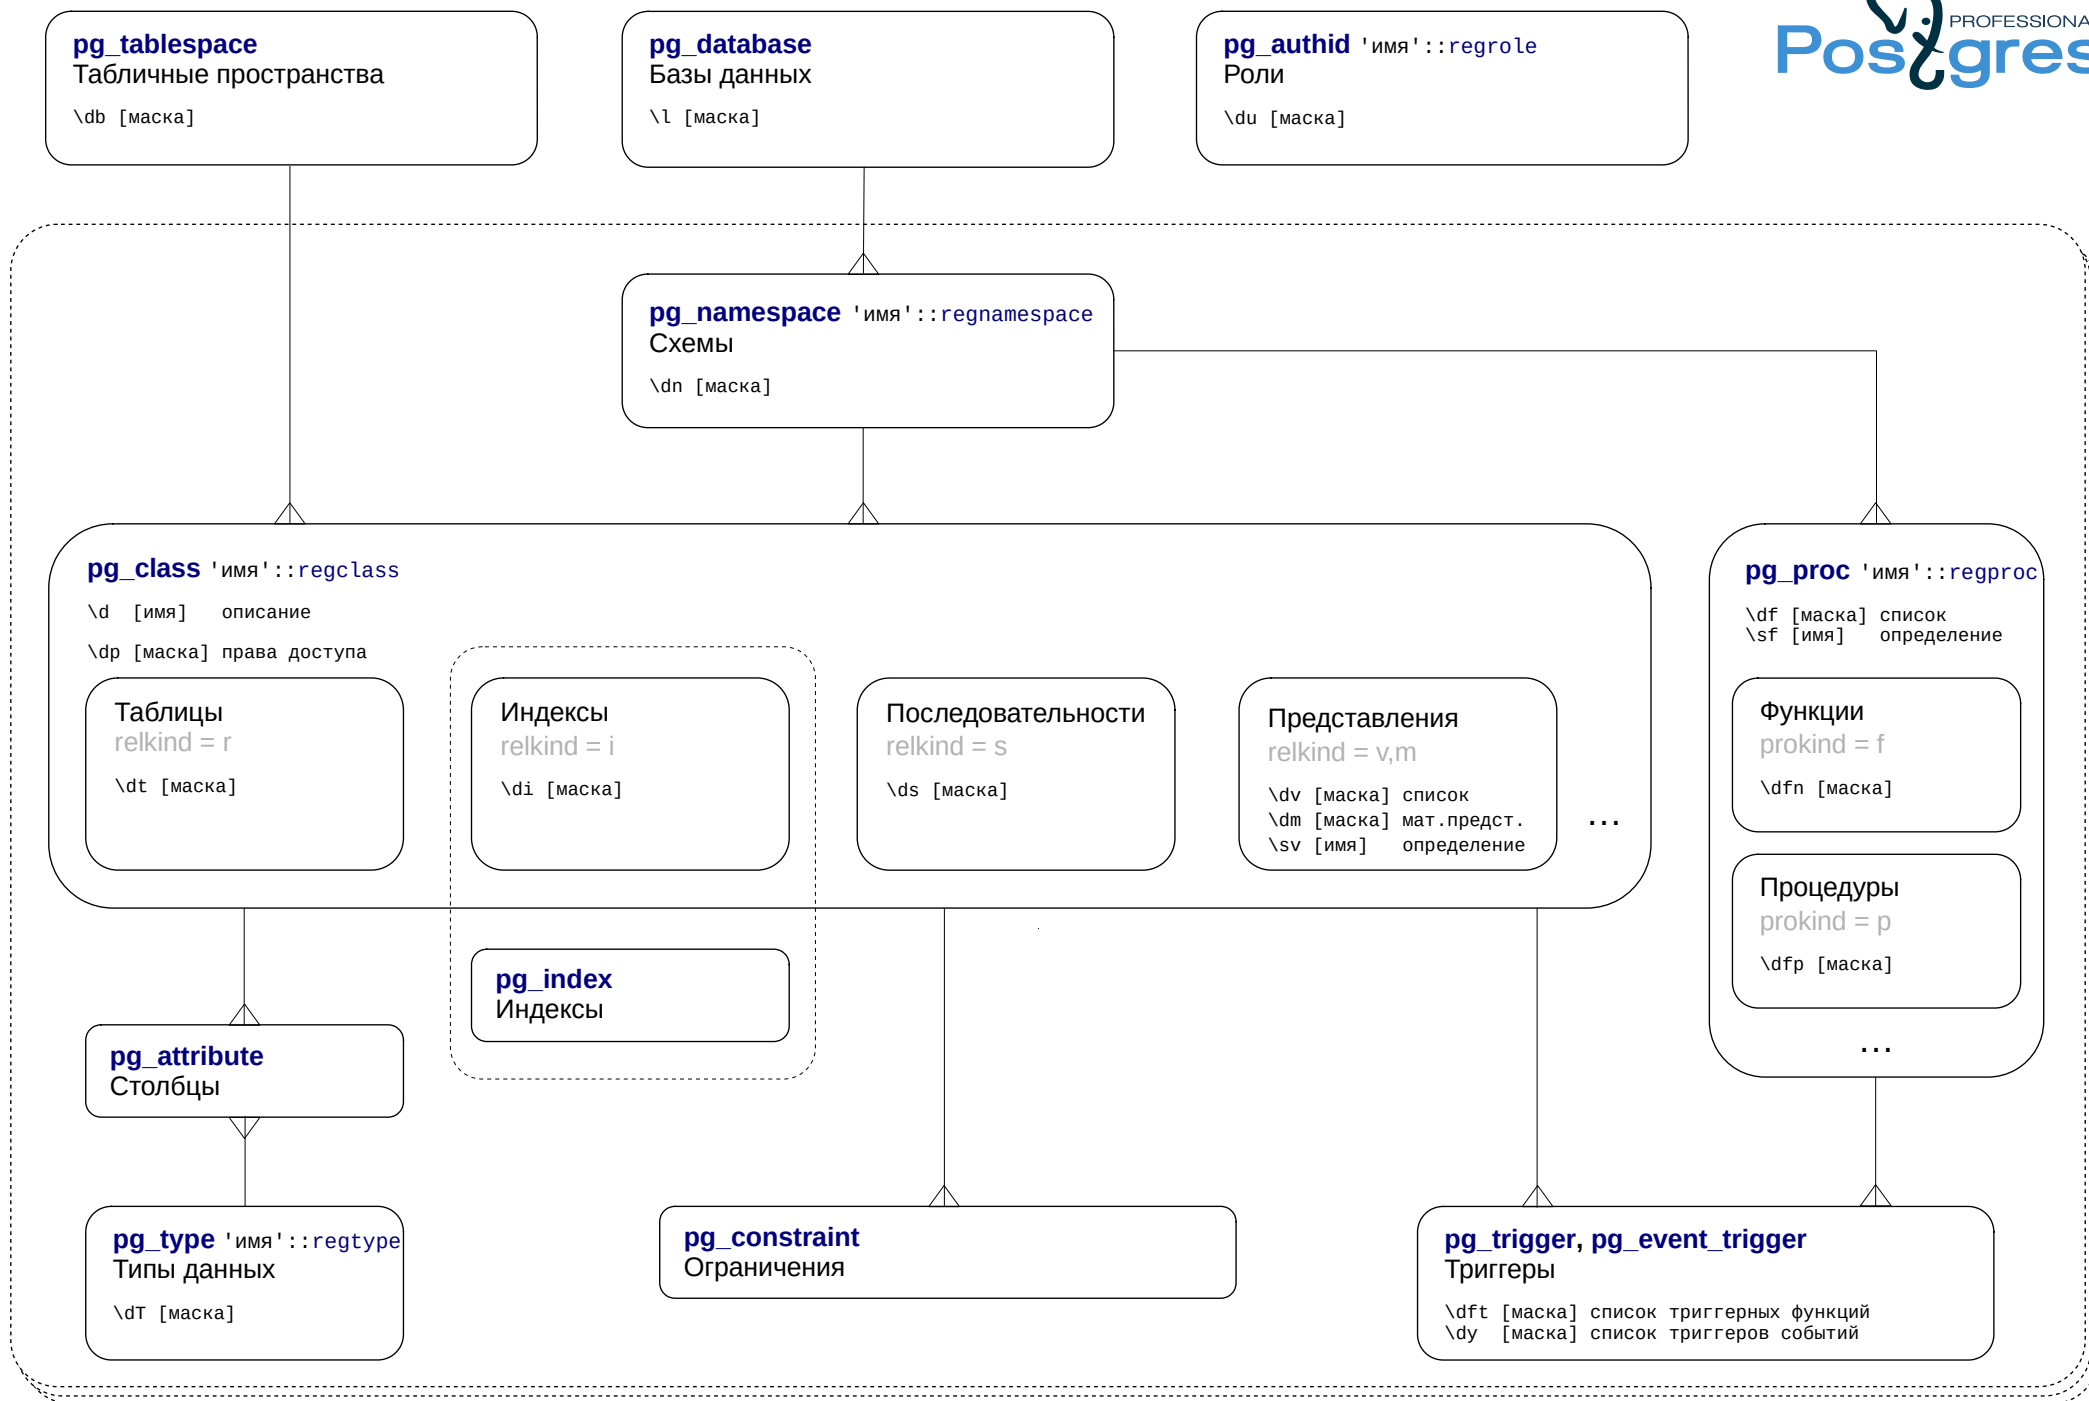 pg_tablespace
Табличные пространства
\db [маска]
pg_database
Базы данных
\l [маска]
pg_authid 'имя'::regrole
Роли
\du [маска]
PROFESSIONA
Postgres
pg_namespace 'имя'::regnamespace
Схемы
\dn [маска]
pg_class 'имя'::regclass
\d [имя] описание
\dp [маска] права доступа
Таблицы
relkind = r
\dt [маска]
Индексы
relkind = i
\di [маска]
Последовательности
relkind = s
\ds [маска]
Представления
relkind = v,m
\dv [маска] список
\dm [маска] мат.предст.
\sv [имя] определение
...
pg_proc 'имя'::regproc
\df [маска] список
\sf [имя] определение
Функции
prokind = f
\dfn [маска]
Процедуры
prokind = p
\dfp [маска]
...
pg_index
Индексы
pg_attribute
Столбцы
pg_type 'имя'::regtype
Типы данных
\dT [маска]
pg_constraint
Ограничения
pg_trigger, pg_event_trigger
Триггеры
\dft [маска] список триггерных функций
\dy [маска] список триггеров событий